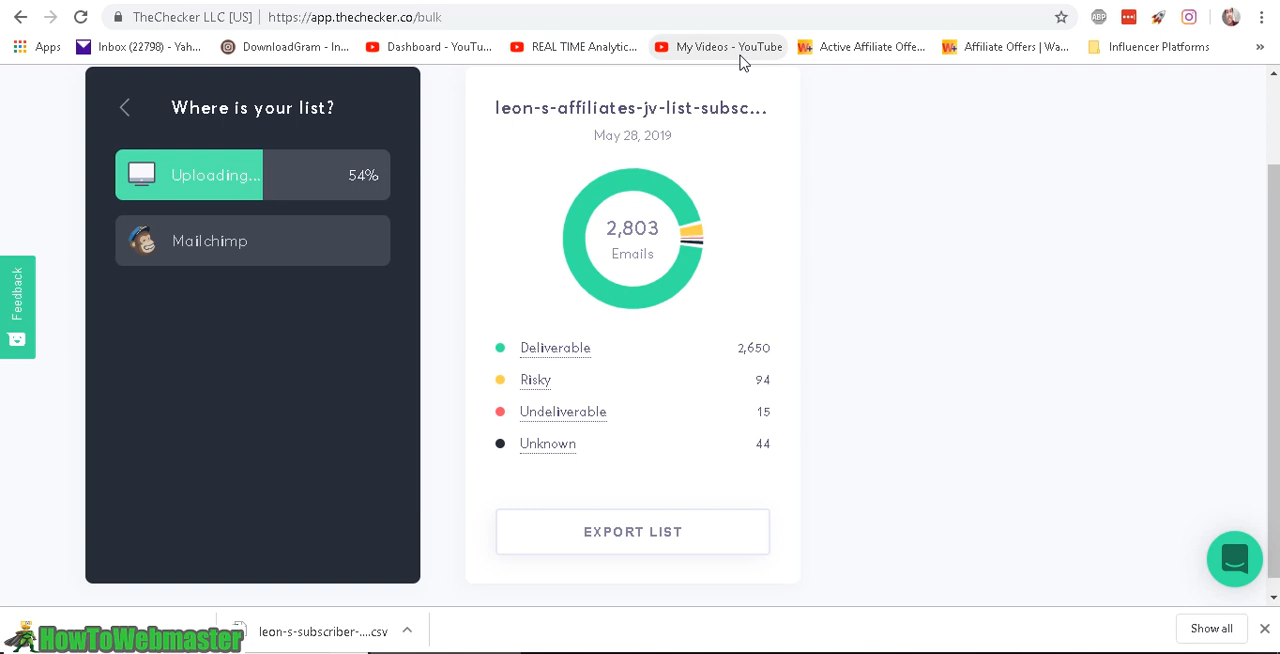 TheChecker LLC [US] | https://app.thechecker.co/bulk
ABP
Apps Inbox (22798) - Yah... DownloadGram - In... Dashboard - YouTu... REAL TIME Analytic... My Videos - YouTube Active Affiliate Offe... Affiliate Offers | Wa... Influencer Platforms »
Where is your list?
Uploading... 54%
Mailchimp
Feedback
leon-s-affiliates-jv-list-subsc...
May 28, 2019
2,803
Emails
Deliverable 2,650
Risky 94
Undeliverable 15
Unknown 44
EXPORT LIST
HowToWebmaster
leon-s-subscriber-....csv
Show all